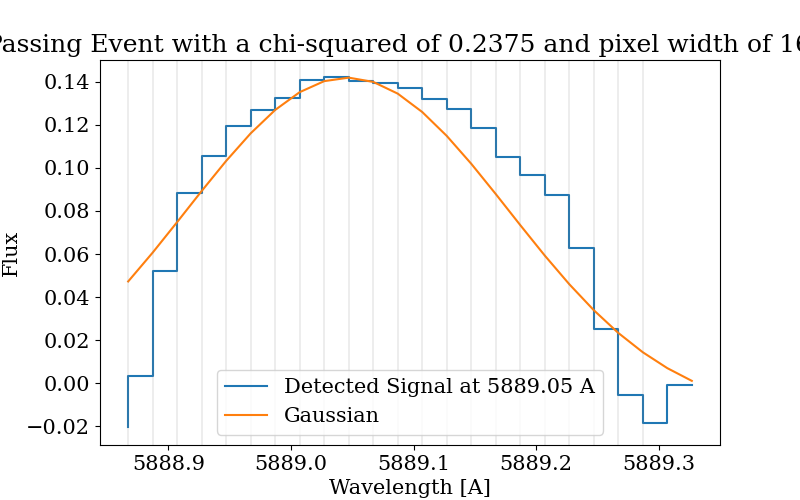 Passing Event with a chi-squared of 0.2375 and pixel width of 16
Flux
0.14
0.12
0.10
0.08
0.06
0.04
0.02
0.00
−0.02
Detected Signal at 5889.05 A
Gaussian
5888.9 5889.0 5889.1 5889.2 5889.3
Wavelength [A]